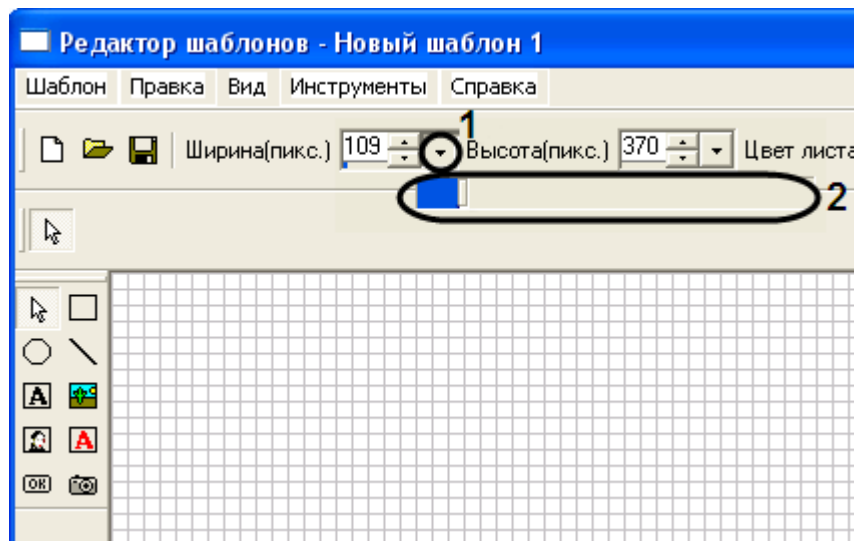 Редактор шаблонов - Новый шаблон 1
Шаблон Правка Вид Инструменты Справка
1
Ширина(пикс.) 109 Высота(пикс.) 370 Цвет листа
2
A
A
OK